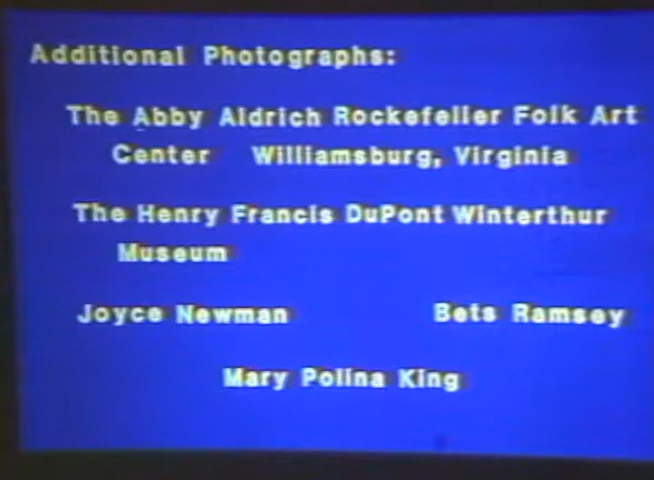 Additional Photographs:
The Abby Aldrich Rockefeller Folk Art
Center Williamsburg, Virginia
The Henry Francis DuPont Winterthur
Museum
Joyce Newman Bets Ramsey
Mary Polina King